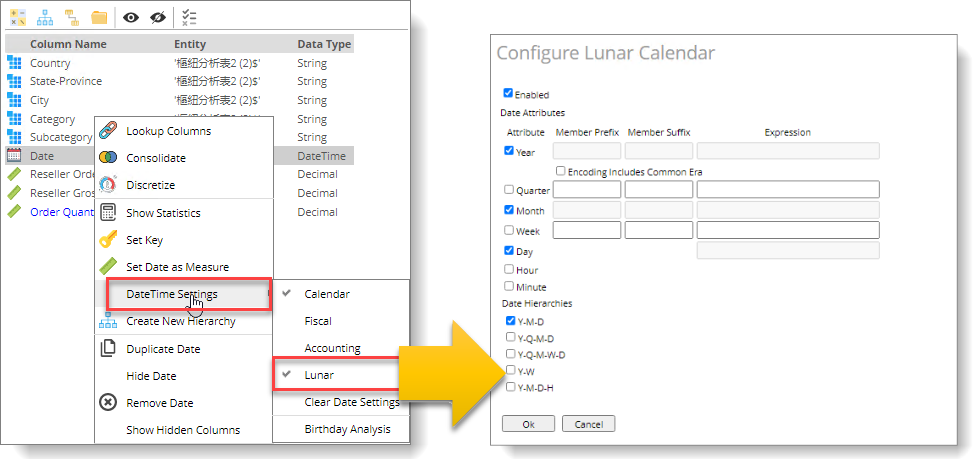 Column Name Entity Data Type
Country '樞紐分析表2 (2)$' String
State-Province '樞紐分析表2 (2)$' String
City '樞紐分析表2 (2)$' String
Category String
Subcategory String
Date DateTime
Reseller Orde Decimal
Reseller Gros Decimal
Order Quant Decimal
Lookup Columns
Consolidate
Discretize
Show Statistics
Set Key
Set Date as Measure
DateTime Settings
Create New Hierarchy
Duplicate Date
Hide Date
Remove Date
Show Hidden Columns
Calendar
Fiscal
Accounting
Lunar
Clear Date Settings
Birthday Analysis
Configure Lunar Calendar
Enabled
Date Attributes
Attribute Member Prefix Member Suffix Expression
Year
Encoding Includes Common Era
Quarter
Month
Week
Day
Hour
Minute
Date Hierarchies
Y-M-D
Y-Q-M-D
Y-Q-M-W-D
Y-W
Y-M-D-H
Ok Cancel